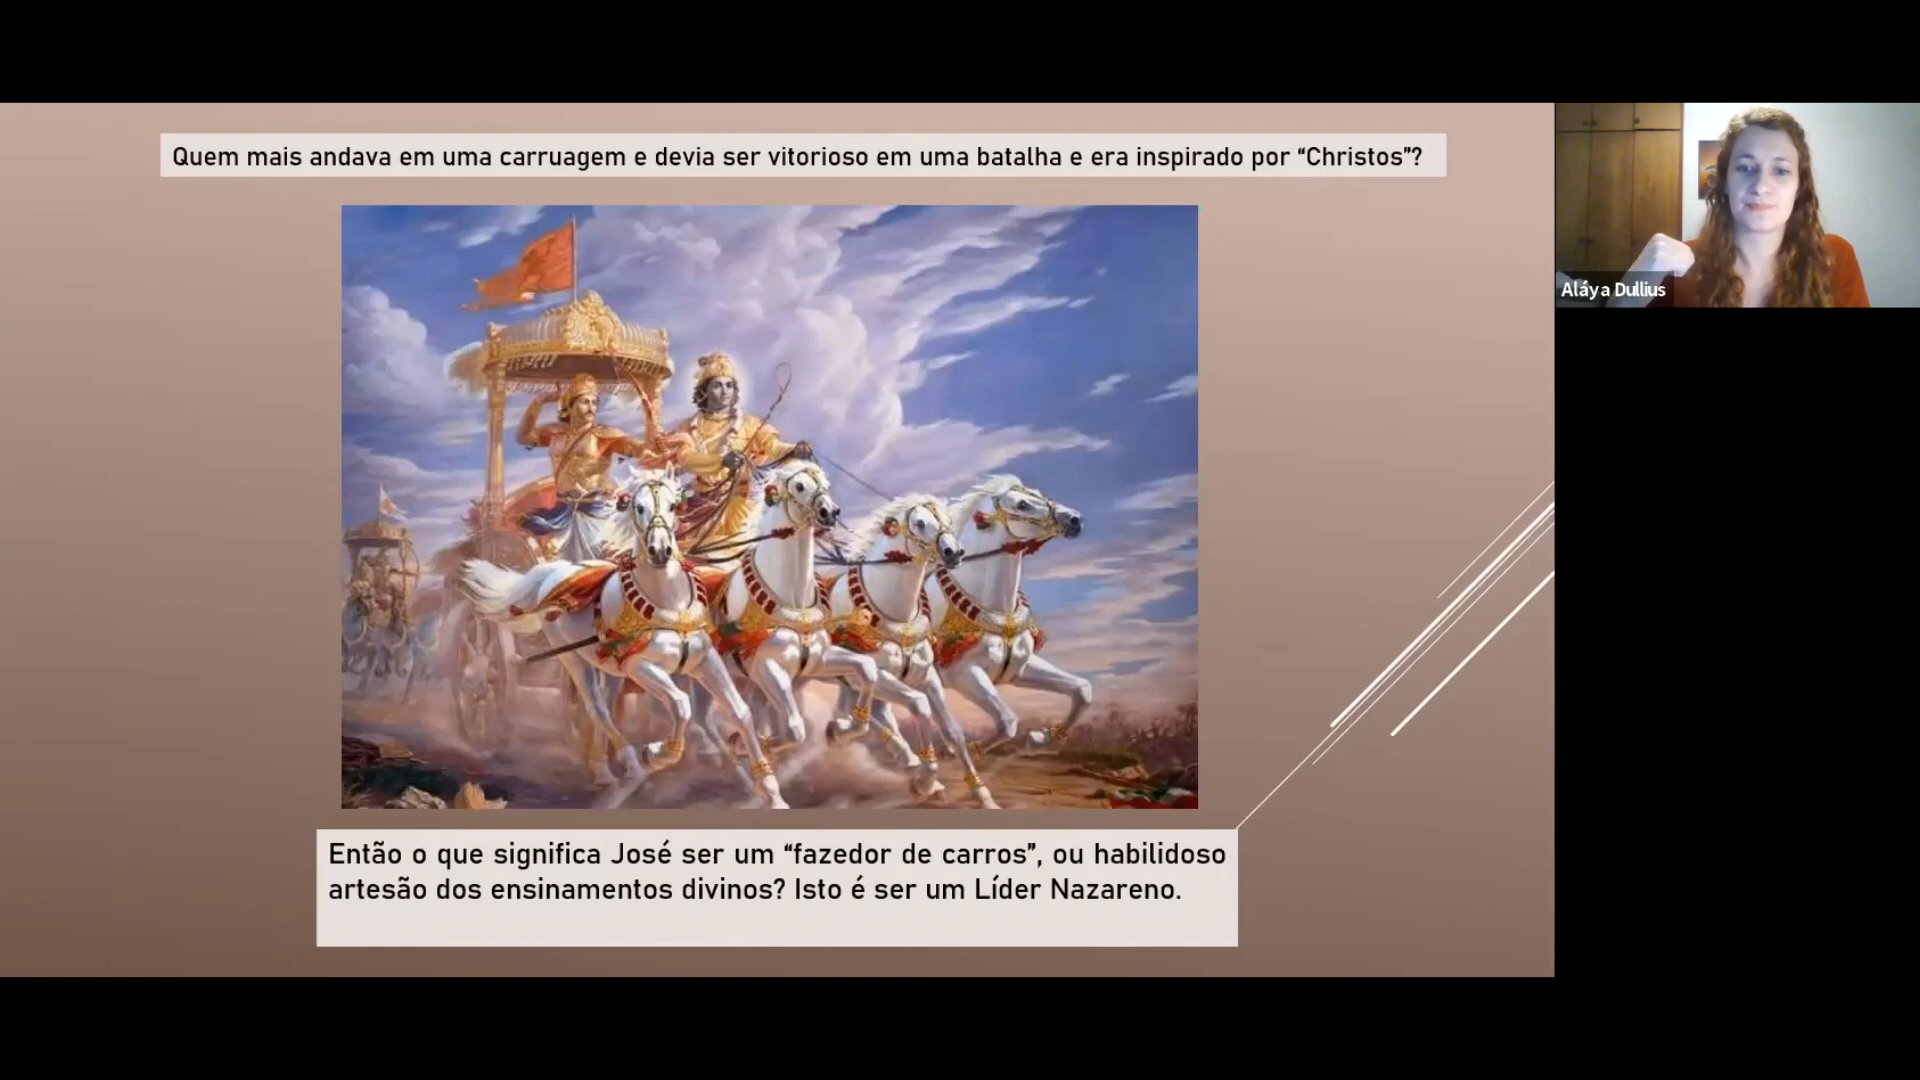 Quem mais andava em uma carruagem e devia ser vitorioso em uma batalha e era inspirado por “Christos”?
Aláya Dullius
Então o que significa José ser um “fazedor de carros”, ou habilidoso
artesão dos ensinamentos divinos? Isto é ser um Líder Nazareno.